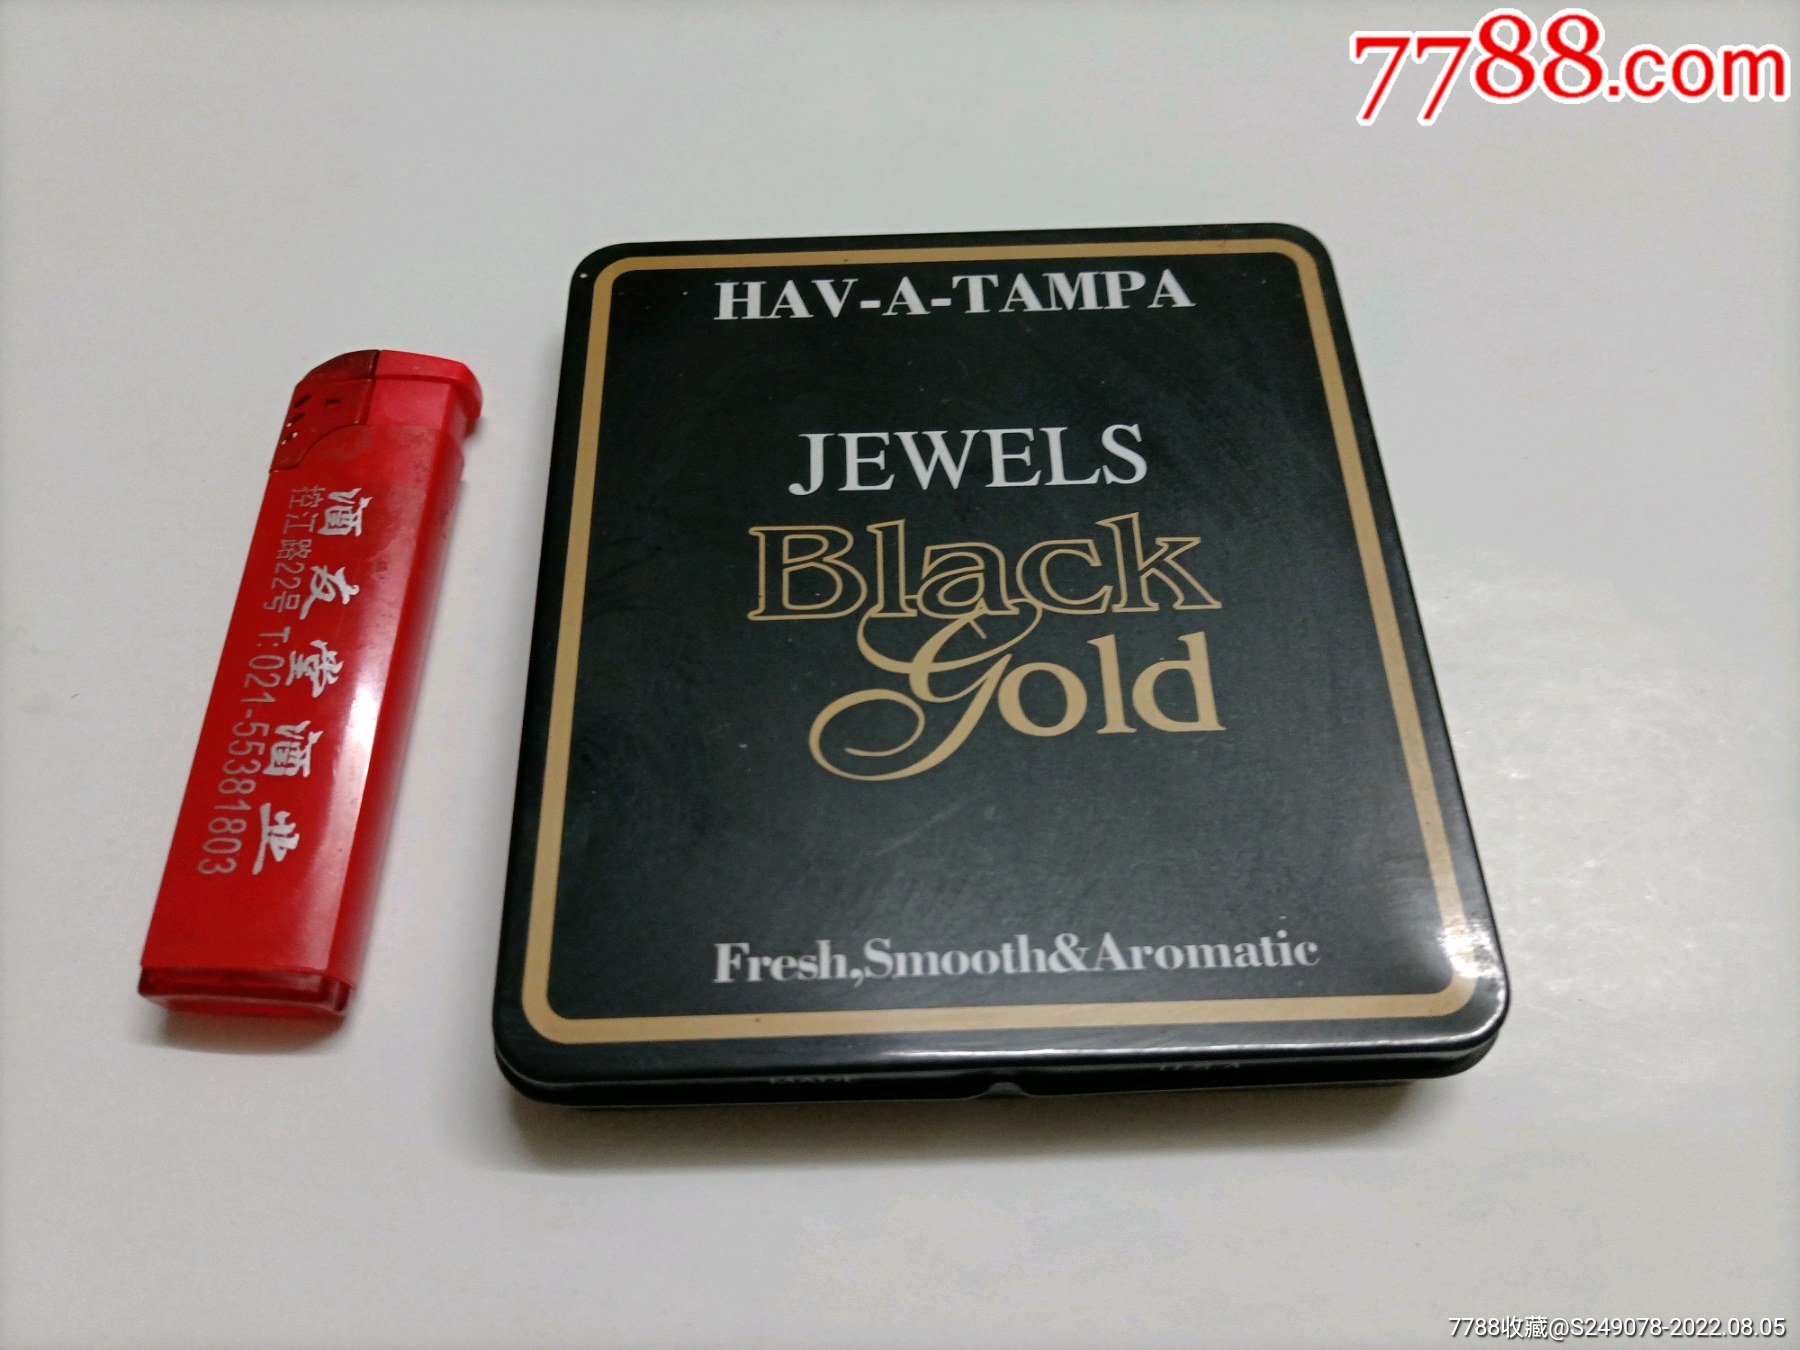 7788.com
HAV-A-TAMPA
JEWELS
Black
Gold
Fresh,Smooth&Aromatic
酒友堂酒业
控江路22号 T:021-55381803
7788收藏@S249078-2022.08.05